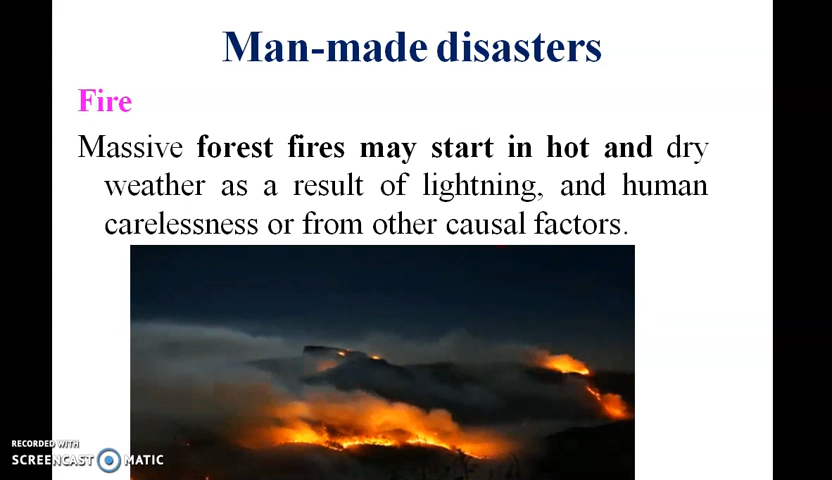 Man-made disasters
Fire
Massive forest fires may start in hot and dry
weather as a result of lightning, and human
carelessness or from other causal factors.
RECORDED WITH
SCREENCAST MATIC